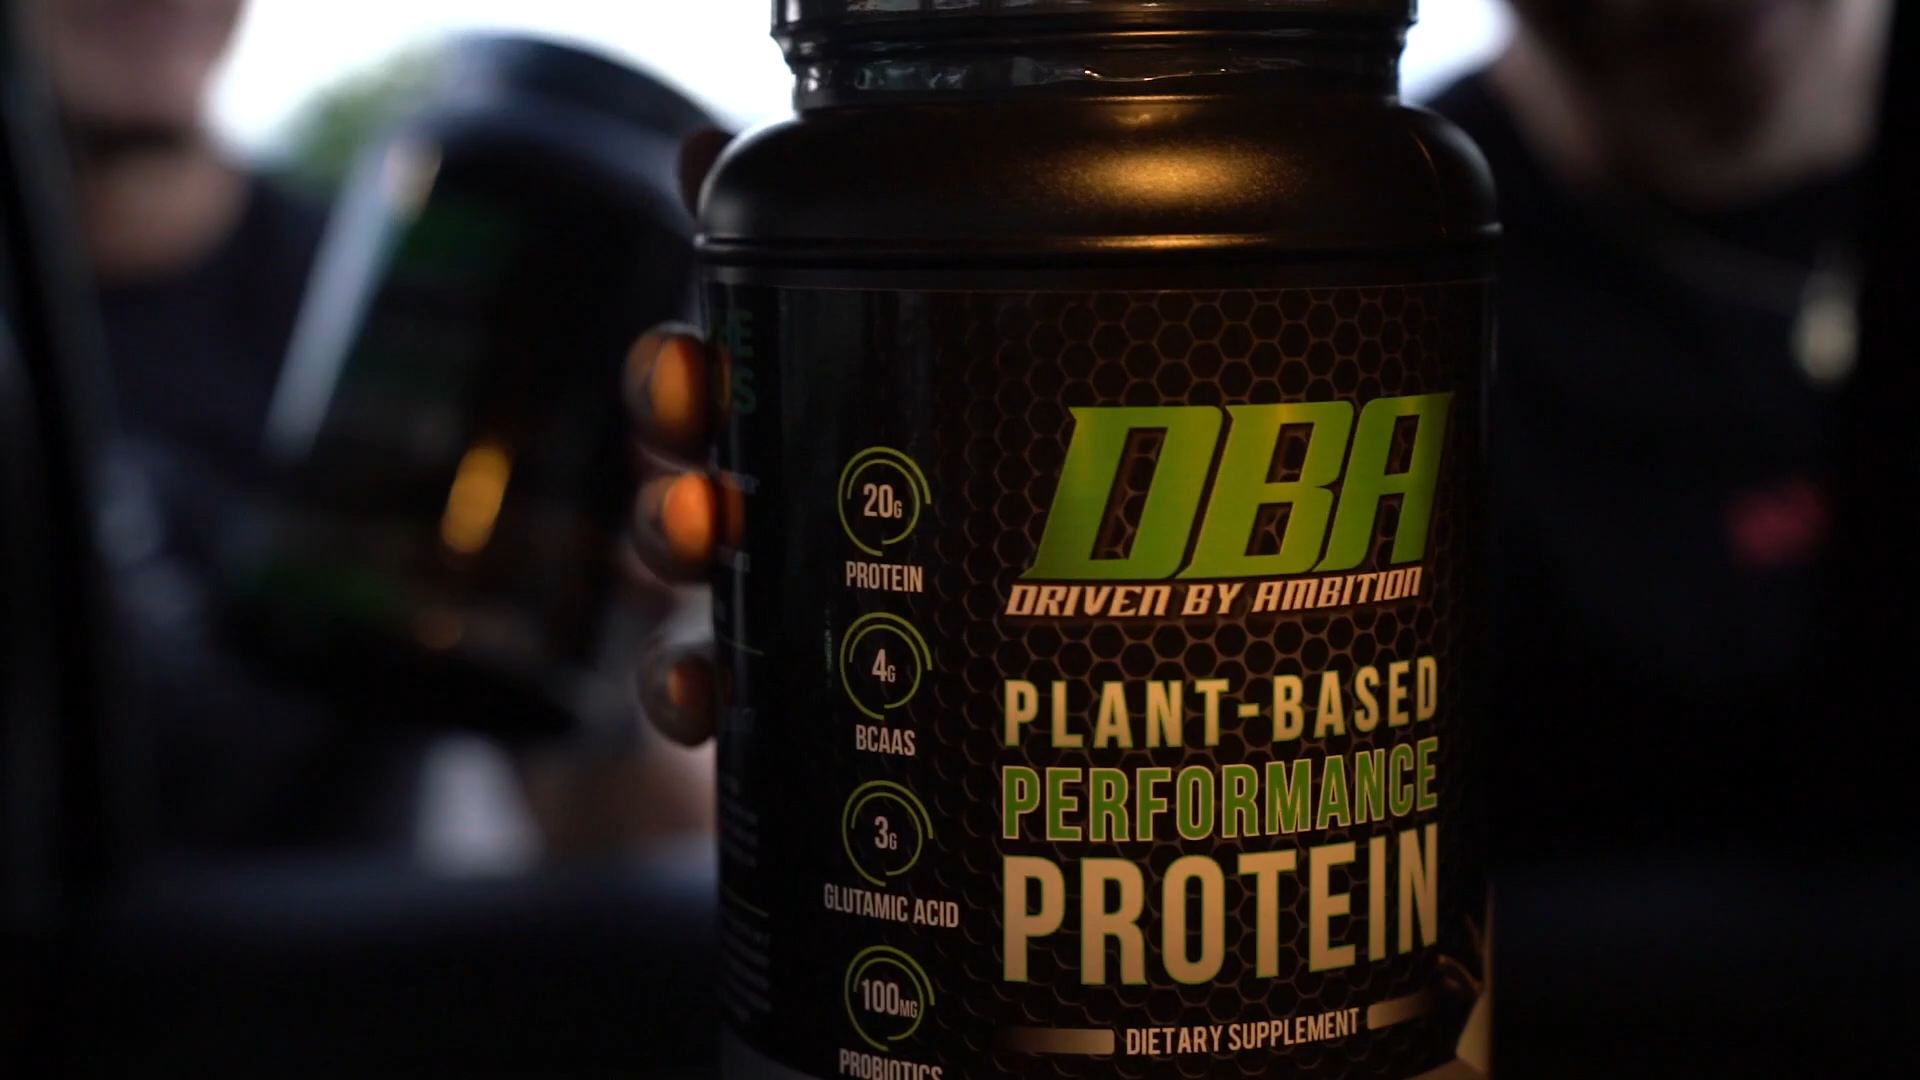 20G
PROTEIN
4G
BCAAS
3G
GLUTAMIC ACID
100MG
PROBIOTICS
DBA
DRIVEN BY AMBITION
PLANT-BASED
PERFORMANCE
PROTEIN
DIETARY SUPPLEMENT